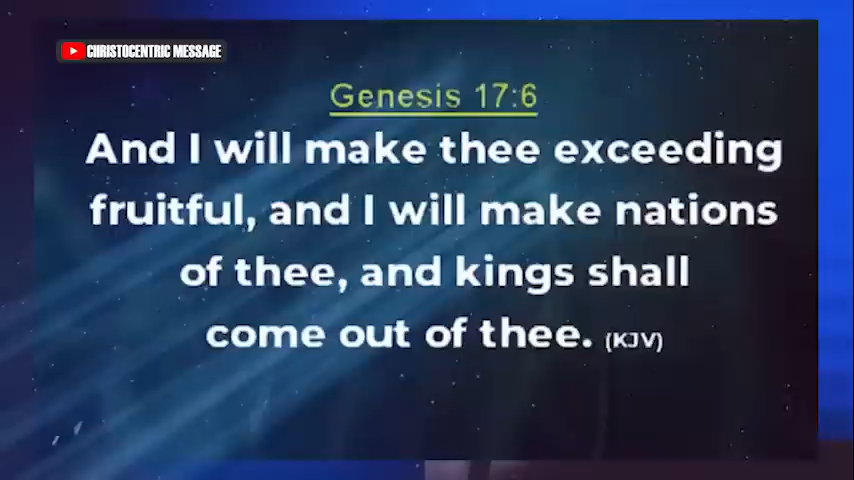 CHRISTOCENTRIC MESSAGE
Genesis 17:6
And I will make thee exceeding
fruitful, and I will make nations
of thee, and kings shall
come out of thee. (KJV)